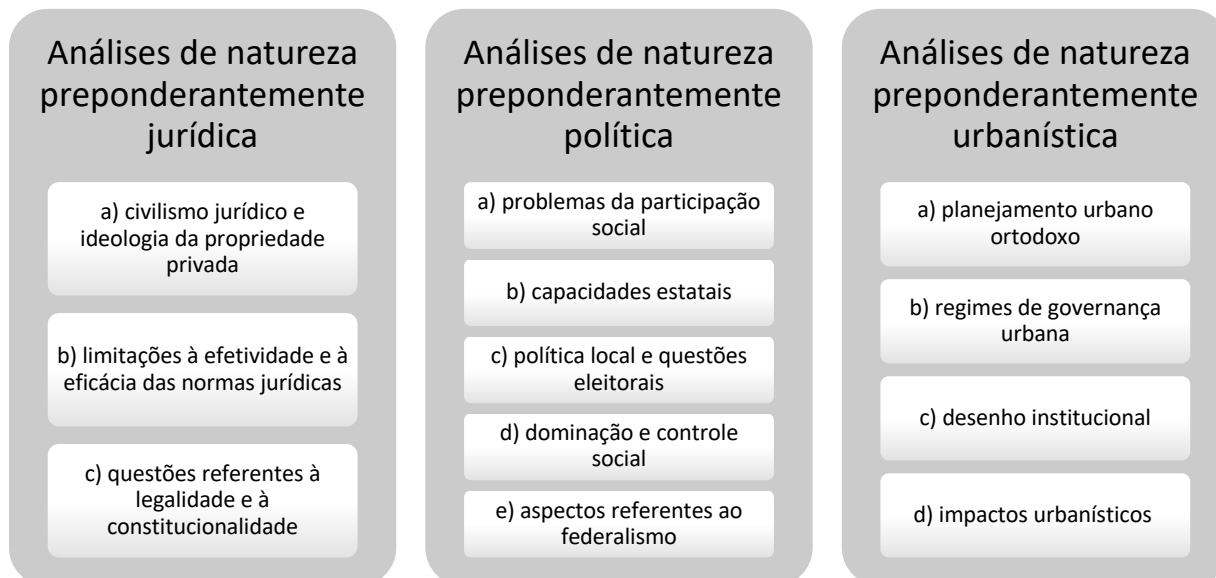 Análises de natureza
preponderantemente
jurídica
a) civilismo jurídico e
ideologia da propriedade
privada
b) limitações à efetividade e à
eficácia das normas jurídicas
c) questões referentes à
legalidade e à
constitucionalidade
Análises de natureza
preponderantemente
política
a) problemas da participação
social
b) capacidades estatais
c) política local e questões
eleitorais
d) dominação e controle
social
e) aspectos referentes ao
federalismo
Análises de natureza
preponderantemente
urbanística
a) planejamento urbano
ortodoxo
b) regimes de governança
urbana
c) desenho institucional
d) impactos urbanísticos